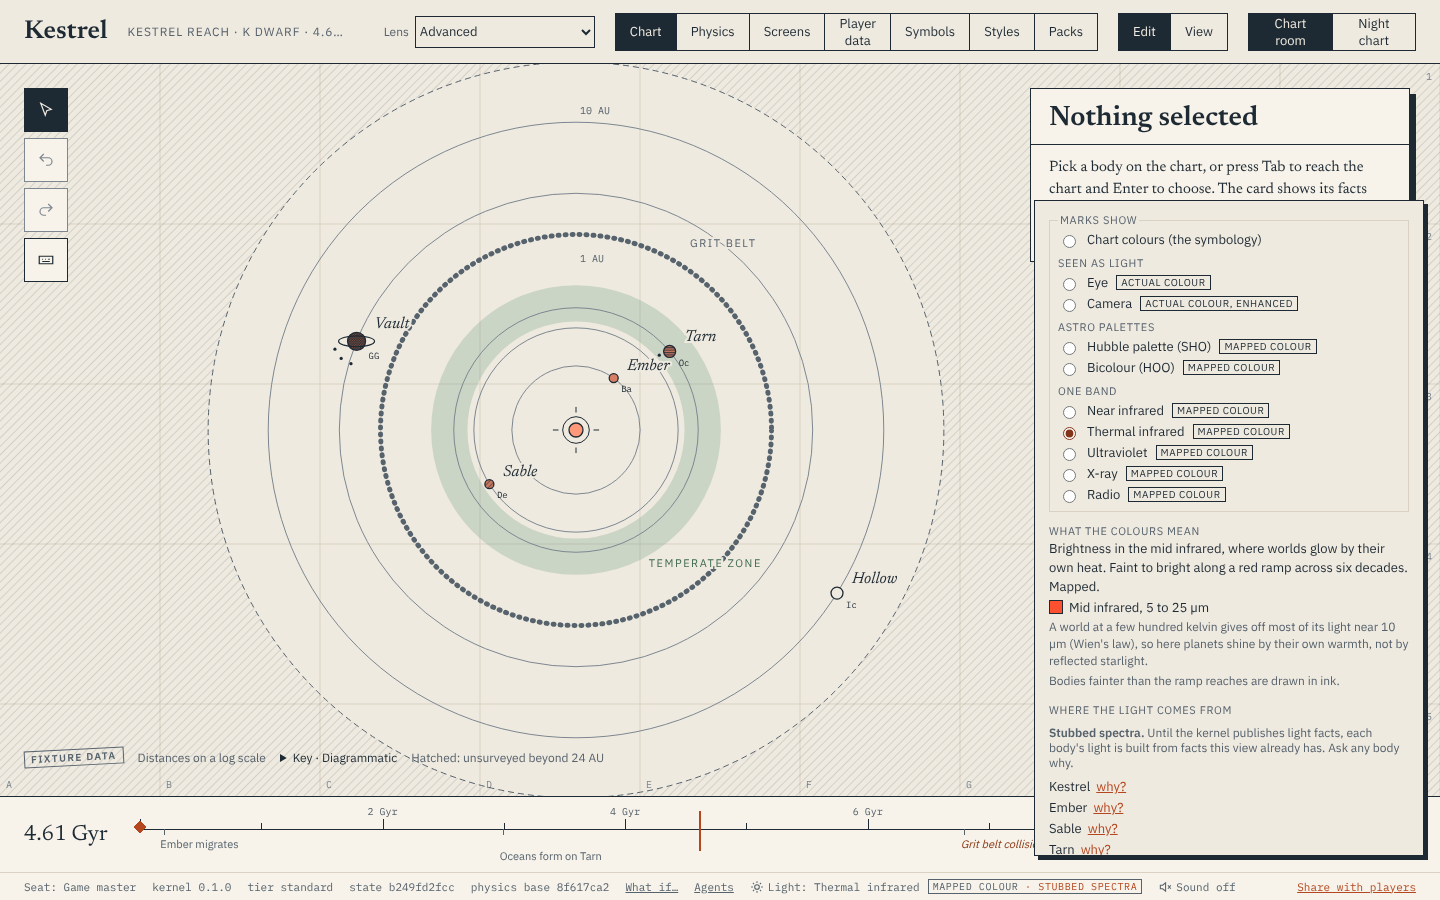 Kestrel
KESTREL REACH · K DWARF · 4.6…
Lens
Advanced
Chart
Physics
Screens
Player
data
Symbols
Styles
Packs
Edit
View
Chart
room
Night
chart
1
10 AU
Nothing selected
Pick a body on the chart, or press Tab to reach the
chart and Enter to choose. The card shows its facts
MARKS SHOW
Chart colours (the symbology)
SEEN AS LIGHT
Eye ACTUAL COLOUR
Camera ACTUAL COLOUR, ENHANCED
ASTRO PALETTES
Hubble palette (SHO) MAPPED COLOUR
Bicolour (HOO) MAPPED COLOUR
ONE BAND
Near infrared MAPPED COLOUR
Thermal infrared MAPPED COLOUR
Ultraviolet MAPPED COLOUR
X-ray MAPPED COLOUR
Radio MAPPED COLOUR
WHAT THE COLOURS MEAN
Brightness in the mid infrared, where worlds glow by their
own heat. Faint to bright along a red ramp across six decades.
Mapped.
Mid infrared, 5 to 25 µm
A world at a few hundred kelvin gives off most of its light near 10
µm (Wien's law), so here planets shine by their own warmth, not by
reflected starlight.
Bodies fainter than the ramp reaches are drawn in ink.
WHERE THE LIGHT COMES FROM
Stubbed spectra. Until the kernel publishes light facts, each
body's light is built from facts this view already has. Ask any body
why.
Kestrel why?
Ember why?
Sable why?
Tarn why?
GRIT BELT
1 AU
Vault
GG
Tarn
Oc
Ember
Ba
Sable
De
TEMPERATE ZONE
Hollow
Ic
2
3
4
5
FIXTURE DATA
Distances on a log scale
Key · Diagrammatic
Hatched: unsurveyed beyond 24 AU
A
B
C
D
E
F
G
4.61 Gyr
2 Gyr
4 Gyr
6 Gyr
Ember migrates
Oceans form on Tarn
Grit belt collisi
Seat: Game master
kernel 0.1.0
tier standard
state b249fd2fcc
physics base 8f617ca2
What if…
Agents
Light: Thermal infrared
MAPPED COLOUR · STUBBED SPECTRA
Sound off
Share with players